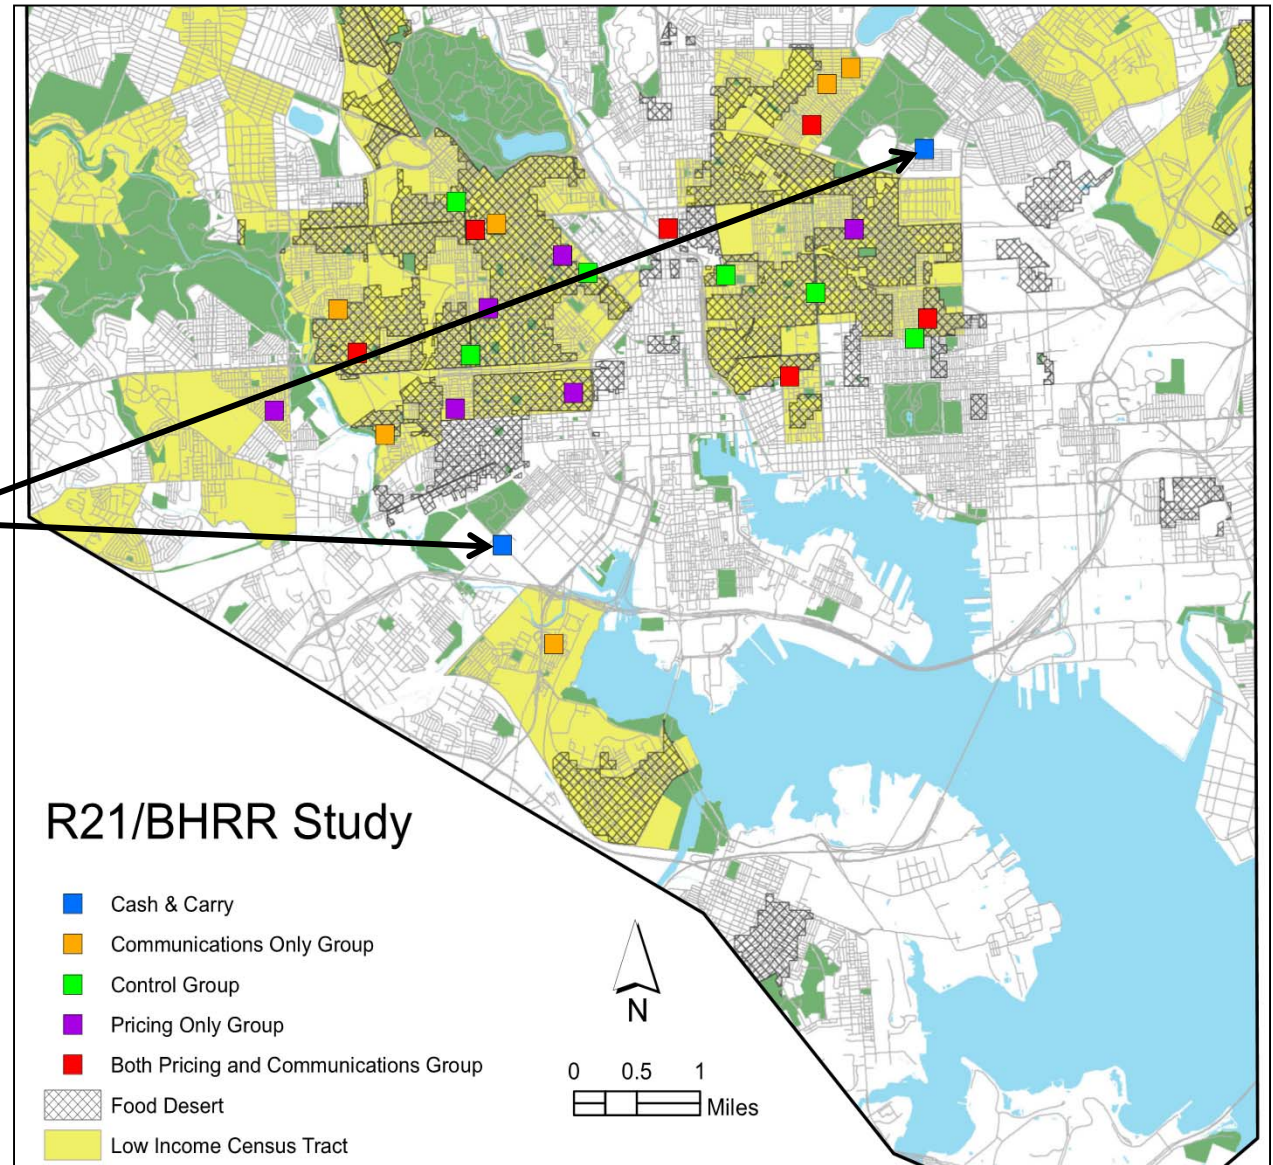 R21/BHRR Study
Cash & Carry
Communications Only Group
Control Group
Pricing Only Group
Both Pricing and Communications Group
Food Desert
Low Income Census Tract
N
0 0.5 1
Miles